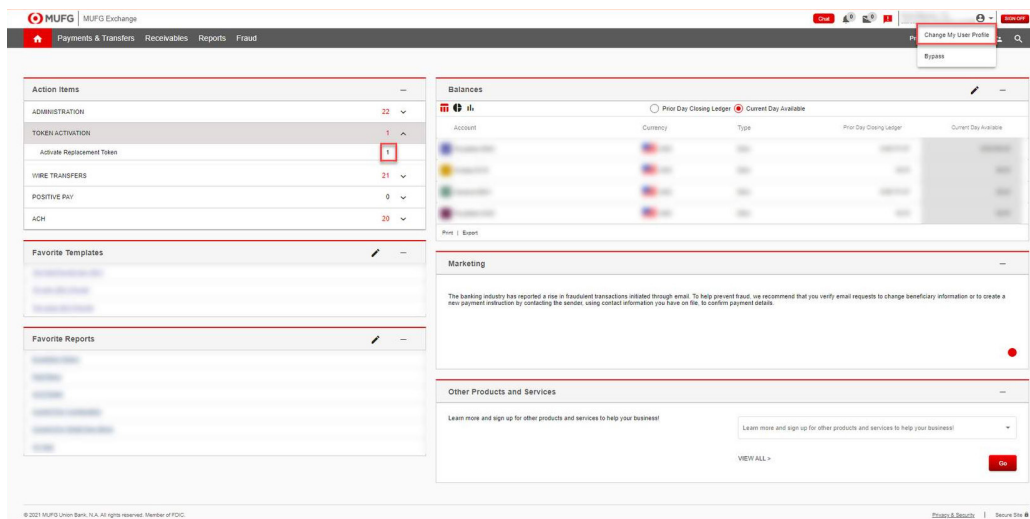 MUFG MUFG Exchange Chat 0 0 SIGN OFF
Payments & Transfers Receivables Reports Fraud
Change My User Profile
Bypass
Action Items
ADMINISTRATION 22
TOKEN ACTIVATION 1
Activate Replacement Token 1
WIRE TRANSFERS 21
POSITIVE PAY 0
ACH 20
Favorite Templates
Favorite Reports
Balances
Prior Day Closing Ledger Current Day Available
Account Currency Type Prior Day Closing Ledger Current Day Available
Print | Export
Marketing
The banking industry has reported a rise in fraudulent transactions initiated through email. To help prevent fraud, we recommend that you verify email requests to change beneficiary information or to create a
new payment instruction by contacting the sender, using contact information you have on file, to confirm payment details.
Other Products and Services
Learn more and sign up for other products and services to help your business!
Learn more and sign up for other products and services to help your business!
VIEW ALL >
Go
© 2021 MUFG Union Bank, N.A. All rights reserved. Member of FDIC. Privacy & Security | Secure Site